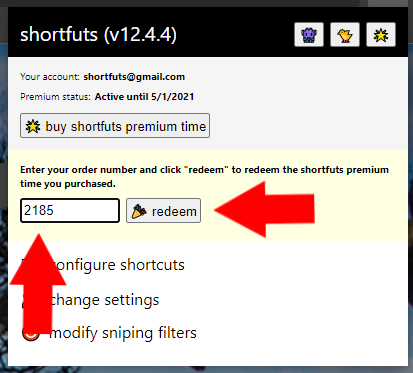 shortfuts (v12.4.4)
Your account: shortfuts@gmail.com
Premium status: Active until 5/1/2021
buy shortfuts premium time
Enter your order number and click "redeem" to redeem the shortfuts premium
time you purchased.
2185
redeem
configure shortcuts
change settings
modify sniping filters